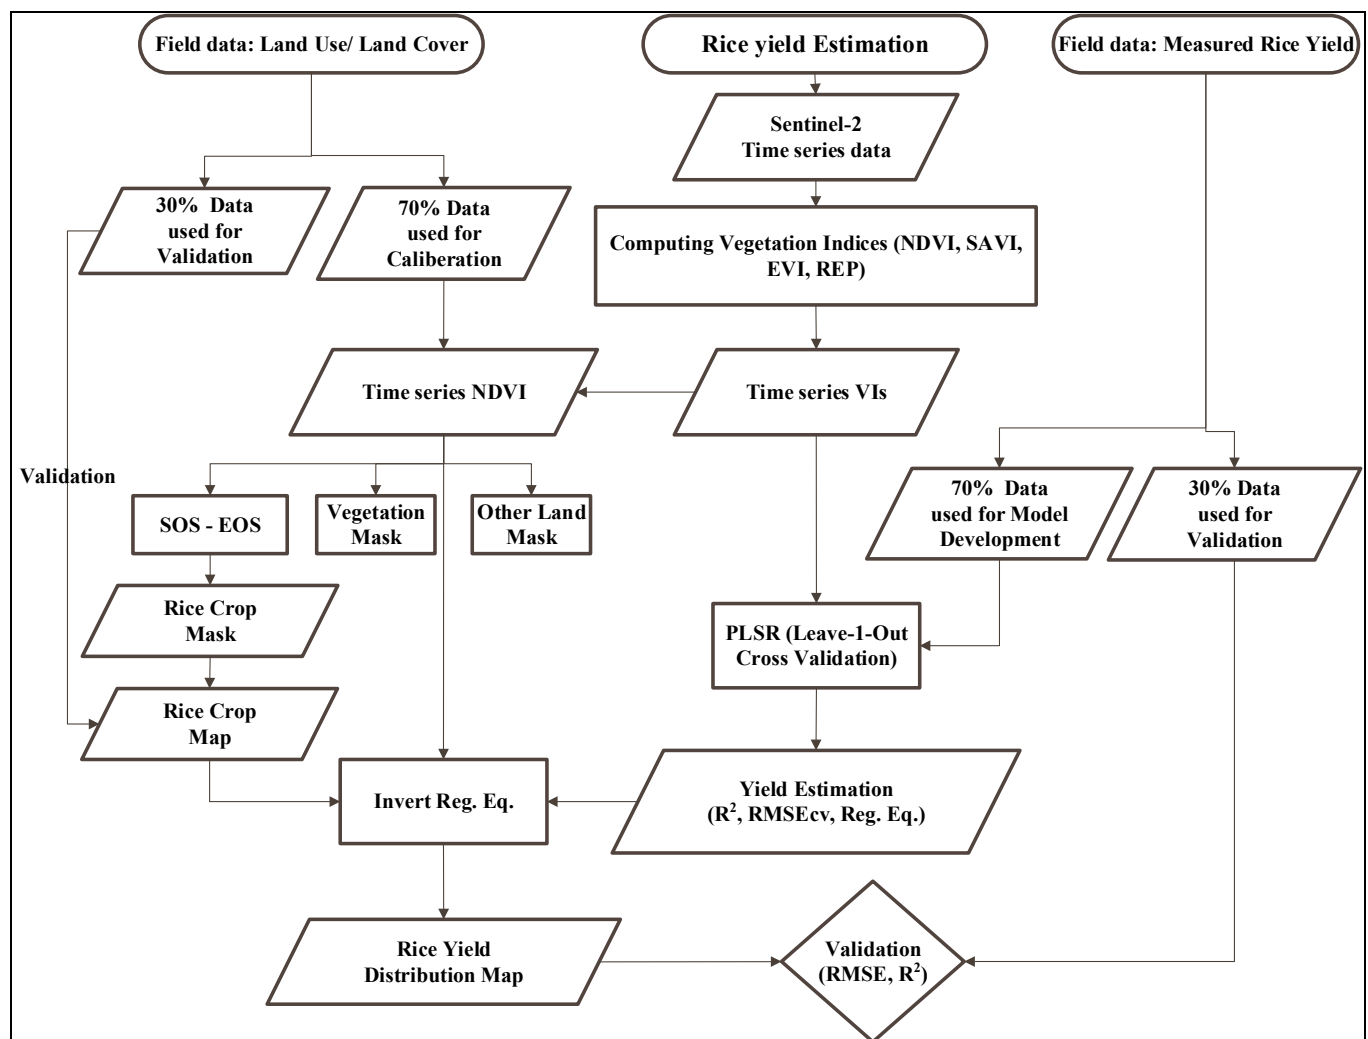 Field data: Land Use/ Land Cover
Rice yield Estimation
Field data: Measured Rice Yield
Sentinel-2
Time series data
30% Data
used for
Validation
70% Data
used for
Caliberation
Computing Vegetation Indices (NDVI, SAVI,
EVI, REP)
Time series NDVI
Time series VIs
Validation
70% Data
used for Model
Development
30% Data
used for
Validation
SOS - EOS
Vegetation
Mask
Other Land
Mask
Rice Crop
Mask
PLSR (Leave-1-Out
Cross Validation)
Rice Crop
Map
Invert Reg. Eq.
Yield Estimation
(R², RMSEcv, Reg. Eq.)
Rice Yield
Distribution Map
Validation
(RMSE, R²)